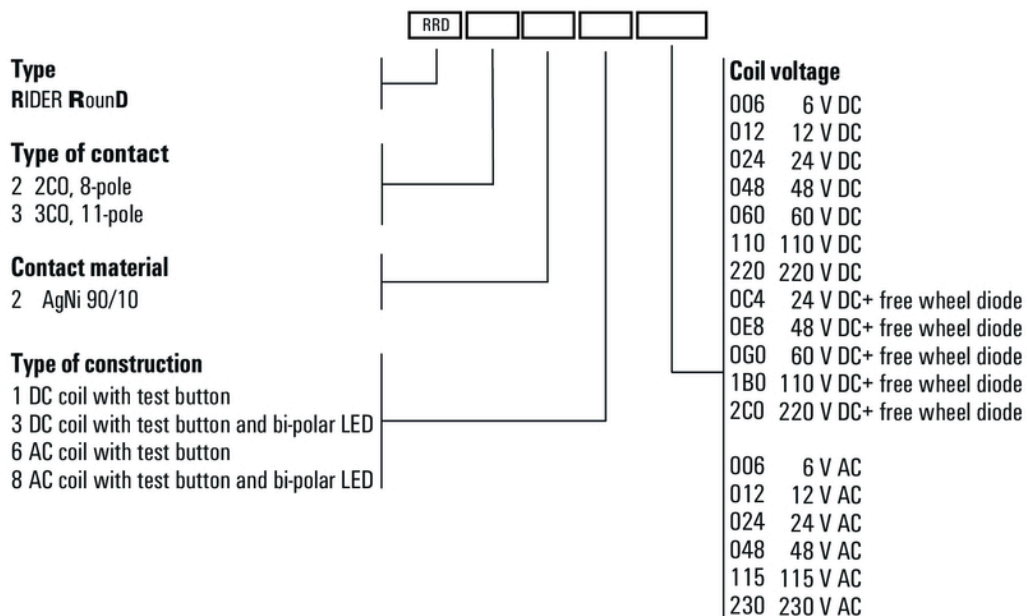 RRD
Type
RIDER RounD
Type of contact
2 2CO, 8-pole
3 3CO, 11-pole
Contact material
2 AgNi 90/10
Type of construction
1 DC coil with test button
3 DC coil with test button and bi-polar LED
6 AC coil with test button
8 AC coil with test button and bi-polar LED
Coil voltage
006 6 V DC
012 12 V DC
024 24 V DC
048 48 V DC
060 60 V DC
110 110 V DC
220 220 V DC
0C4 24 V DC+ free wheel diode
0E8 48 V DC+ free wheel diode
0G0 60 V DC+ free wheel diode
1B0 110 V DC+ free wheel diode
2C0 220 V DC+ free wheel diode
006 6 V AC
012 12 V AC
024 24 V AC
048 48 V AC
115 115 V AC
230 230 V AC